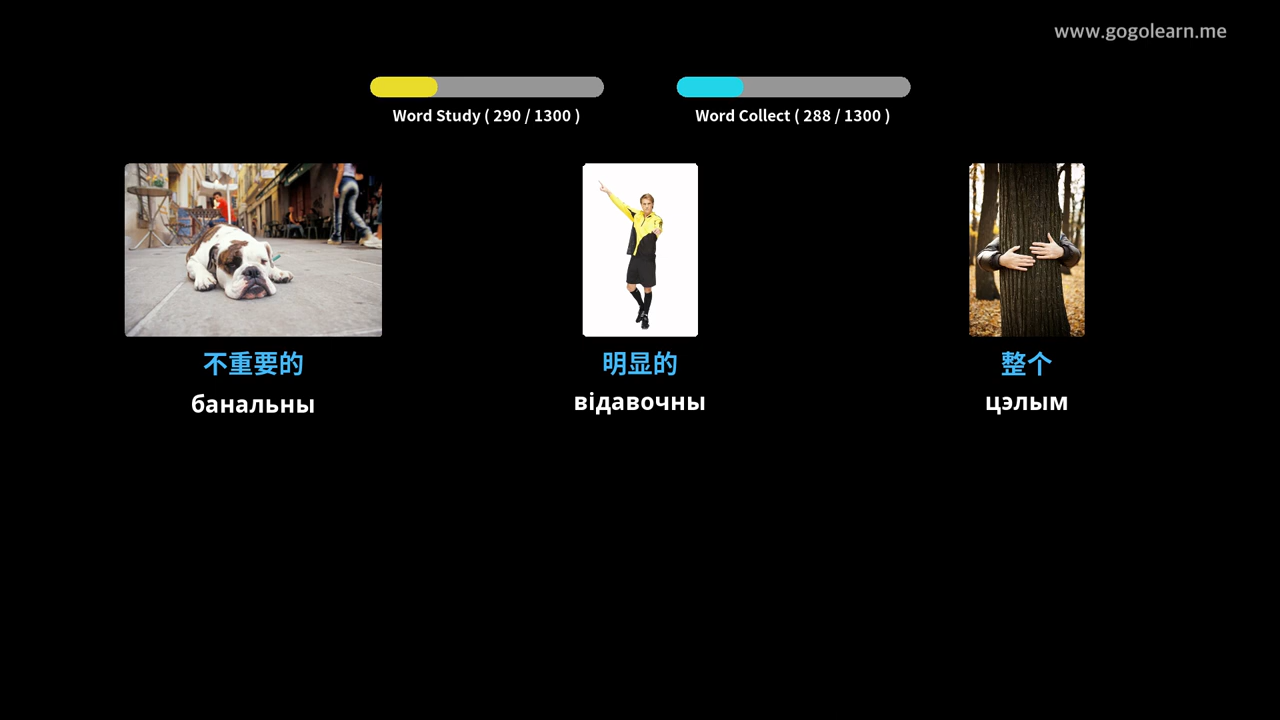 www.gogolearn.me
Word Study ( 290 / 1300 )
Word Collect ( 288 / 1300 )
不重要的
明显的
整个
банальны
відавочны
цэлым